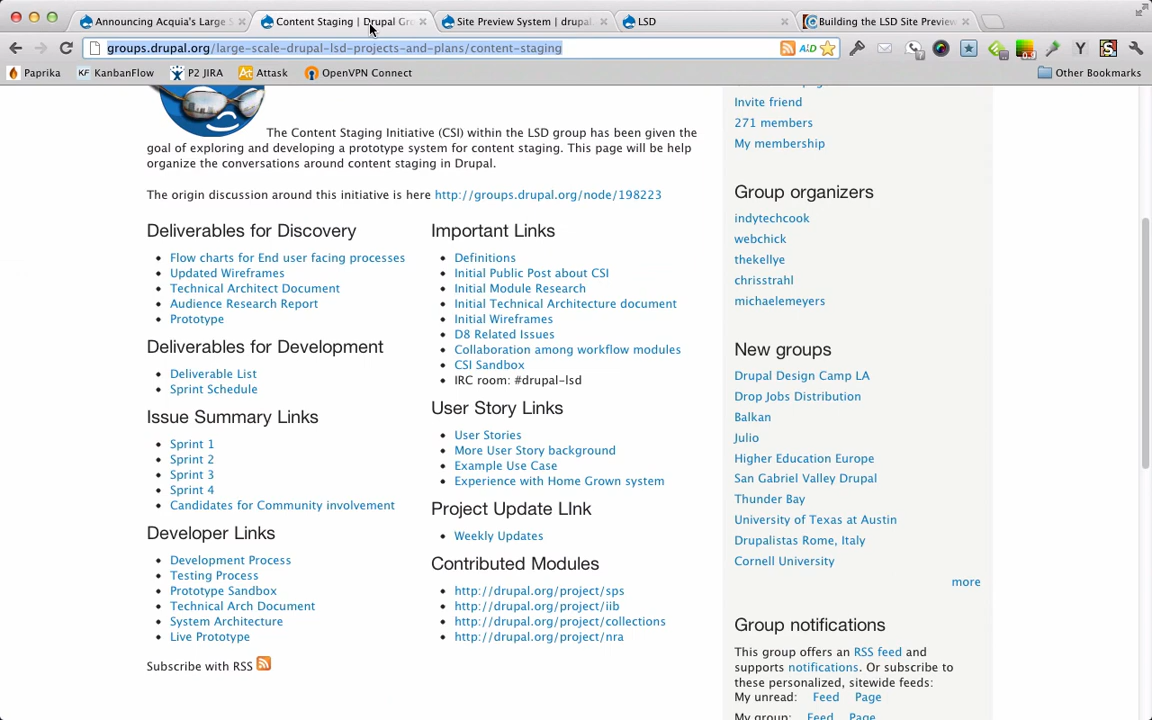 Announcing Acquia's Large S
Content Staging | Drupal Gro
Site Preview System | drupal.
LSD
Building the LSD Site Preview
groups.drupal.org/large-scale-drupal-lsd-projects-and-plans/content-staging
Paprika
KF KanbanFlow
P2 JIRA
At Attask
OpenVPN Connect
Other Bookmarks
The Content Staging Initiative (CSI) within the LSD group has been given the
goal of exploring and developing a prototype system for content staging. This page will be help
organize the conversations around content staging in Drupal.
The origin discussion around this initiative is here http://groups.drupal.org/node/198223
Deliverables for Discovery
Flow charts for End user facing processes
Updated Wireframes
Technical Architect Document
Audience Research Report
Prototype
Deliverables for Development
Deliverable List
Sprint Schedule
Issue Summary Links
Sprint 1
Sprint 2
Sprint 3
Sprint 4
Candidates for Community involvement
Developer Links
Development Process
Testing Process
Prototype Sandbox
Technical Arch Document
System Architecture
Live Prototype
Subscribe with RSS
Important Links
Definitions
Initial Public Post about CSI
Initial Module Research
Initial Technical Architecture document
Initial Wireframes
D8 Related Issues
Collaboration among workflow modules
CSI Sandbox
IRC room: #drupal-lsd
User Story Links
User Stories
More User Story background
Example Use Case
Experience with Home Grown system
Project Update LInk
Weekly Updates
Contributed Modules
http://drupal.org/project/sps
http://drupal.org/project/iib
http://drupal.org/project/collections
http://drupal.org/project/nra
Invite friend
271 members
My membership
Group organizers
indytechcook
webchick
thekellye
chrisstrahl
michaelemeyers
New groups
Drupal Design Camp LA
Drop Jobs Distribution
Balkan
Julio
Higher Education Europe
San Gabriel Valley Drupal
Thunder Bay
University of Texas at Austin
Drupalistas Rome, Italy
Cornell University
more
Group notifications
This group offers an RSS feed and
supports notifications. Or subscribe to
these personalized, sitewide feeds:
My unread: Feed Page
My group: Feed Page